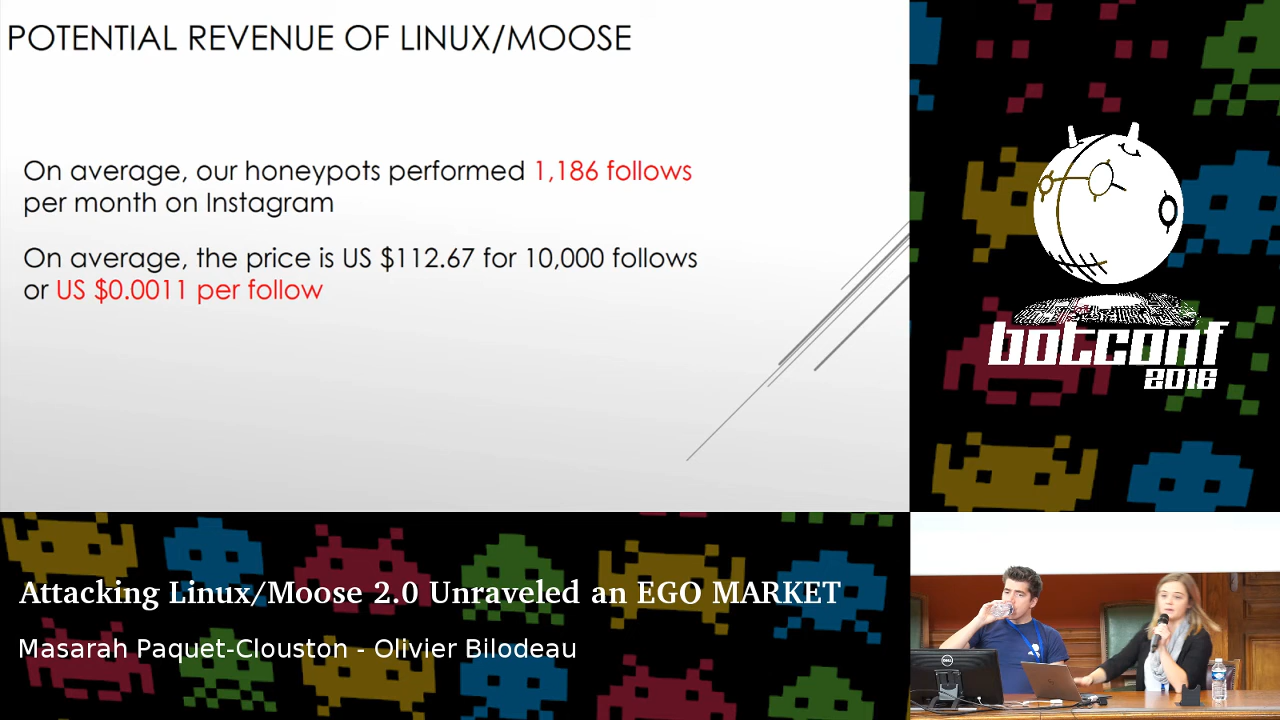 POTENTIAL REVENUE OF LINUX/MOOSE
On average, our honeypots performed 1,186 follows
per month on Instagram
On average, the price is US $112.67 for 10,000 follows
or US $0.0011 per follow
botconf
2016
Attacking Linux/Moose 2.0 Unraveled an EGO MARKET
Masarah Paquet-Clouston - Olivier Bilodeau
DELL